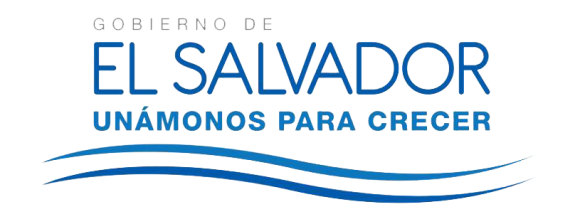 GOBIERNO DE
EL SALVADOR
UNÁMONOS PARA CRECER